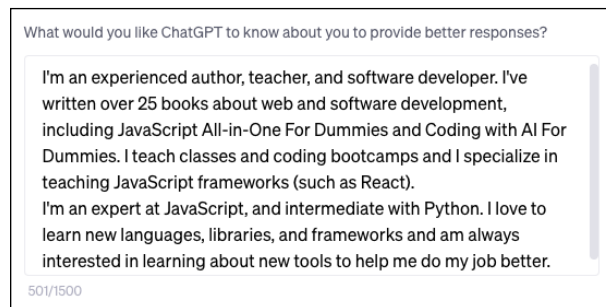 What would you like ChatGPT to know about you to provide better responses?
I'm an experienced author, teacher, and software developer. I've
written over 25 books about web and software development,
including JavaScript All-in-One For Dummies and Coding with AI For
Dummies. I teach classes and coding bootcamps and I specialize in
teaching JavaScript frameworks (such as React).
I'm an expert at JavaScript, and intermediate with Python. I love to
learn new languages, libraries, and frameworks and am always
interested in learning about new tools to help me do my job better.
501/1500